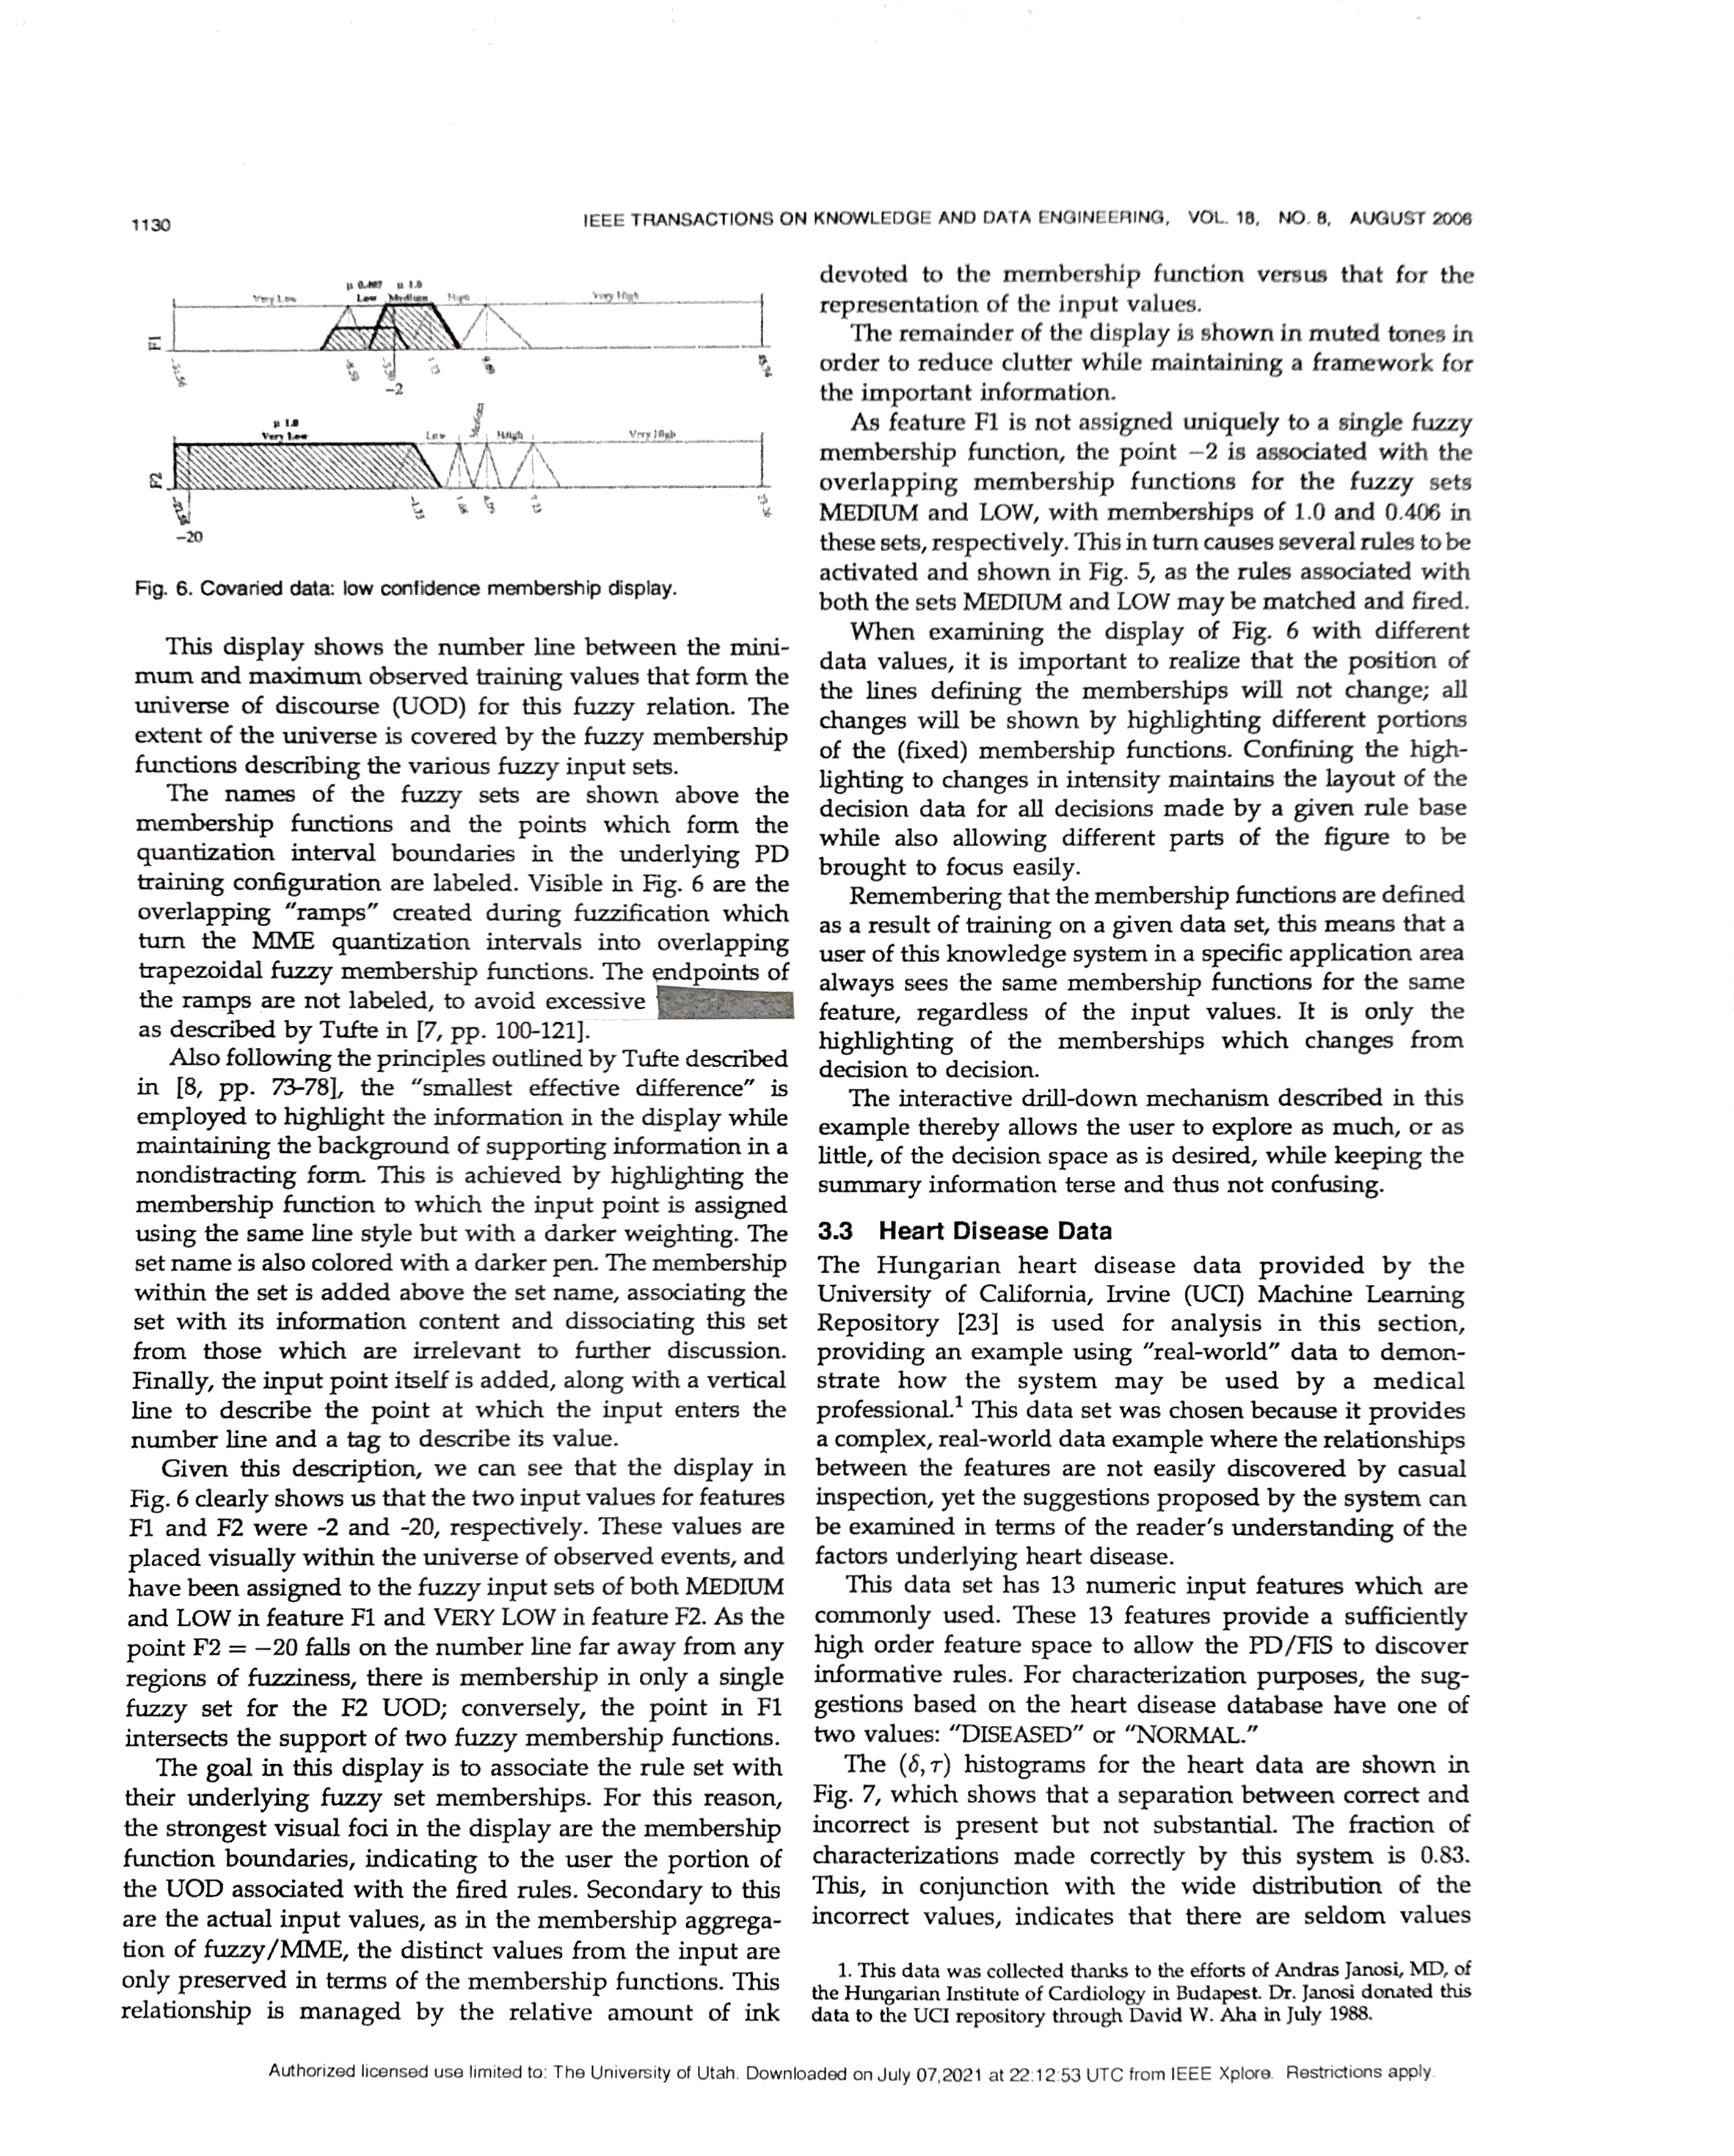 1130
IEEE TRANSACTIONS ON KNOWLEDGE AND DATA ENGINEERING, VOL. 18, NO. 8, AUGUST 2006
μ 1.0
Very Low
Low
Medium
High
Very High
F1
-2
μ 1.0
Very Low
Low
Medium
High
Very High
F2
-20
Fig. 6. Covaried data: low confidence membership display.
This display shows the number line between the mini-
mum and maximum observed training values that form the
universe of discourse (UOD) for this fuzzy relation. The
extent of the universe is covered by the fuzzy membership
functions describing the various fuzzy input sets.
The names of the fuzzy sets are shown above the
membership functions and the points which form the
quantization interval boundaries in the underlying PD
training configuration are labeled. Visible in Fig. 6 are the
overlapping "ramps" created during fuzzification which
turn the MME quantization intervals into overlapping
trapezoidal fuzzy membership functions. The endpoints of
the ramps are not labeled, to avoid excessive
as described by Tufte in [7, pp. 100-121].
Also following the principles outlined by Tufte described
in [8, pp. 73-78], the "smallest effective difference" is
employed to highlight the information in the display while
maintaining the background of supporting information in a
nondistracting form. This is achieved by highlighting the
membership function to which the input point is assigned
using the same line style but with a darker weighting. The
set name is also colored with a darker pen. The membership
within the set is added above the set name, associating the
set with its information content and dissociating this set
from those which are irrelevant to further discussion.
Finally, the input point itself is added, along with a vertical
line to describe the point at which the input enters the
number line and a tag to describe its value.
Given this description, we can see that the display in
Fig. 6 clearly shows us that the two input values for features
F1 and F2 were -2 and -20, respectively. These values are
placed visually within the universe of observed events, and
have been assigned to the fuzzy input sets of both MEDIUM
and LOW in feature F1 and VERY LOW in feature F2. As the
point F2 = −20 falls on the number line far away from any
regions of fuzziness, there is membership in only a single
fuzzy set for the F2 UOD; conversely, the point in F1
intersects the support of two fuzzy membership functions.
The goal in this display is to associate the rule set with
their underlying fuzzy set memberships. For this reason,
the strongest visual foci in the display are the membership
function boundaries, indicating to the user the portion of
the UOD associated with the fired rules. Secondary to this
are the actual input values, as in the membership aggrega-
tion of fuzzy/MME, the distinct values from the input are
only preserved in terms of the membership functions. This
relationship is managed by the relative amount of ink
devoted to the membership function versus that for the
representation of the input values.
The remainder of the display is shown in muted tones in
order to reduce clutter while maintaining a framework for
the important information.
As feature F1 is not assigned uniquely to a single fuzzy
membership function, the point −2 is associated with the
overlapping membership functions for the fuzzy sets
MEDIUM and LOW, with memberships of 1.0 and 0.406 in
these sets, respectively. This in turn causes several rules to be
activated and shown in Fig. 5, as the rules associated with
both the sets MEDIUM and LOW may be matched and fired.
When examining the display of Fig. 6 with different
data values, it is important to realize that the position of
the lines defining the memberships will not change; all
changes will be shown by highlighting different portions
of the (fixed) membership functions. Confining the high-
lighting to changes in intensity maintains the layout of the
decision data for all decisions made by a given rule base
while also allowing different parts of the figure to be
brought to focus easily.
Remembering that the membership functions are defined
as a result of training on a given data set, this means that a
user of this knowledge system in a specific application area
always sees the same membership functions for the same
feature, regardless of the input values. It is only the
highlighting of the memberships which changes from
decision to decision.
The interactive drill-down mechanism described in this
example thereby allows the user to explore as much, or as
little, of the decision space as is desired, while keeping the
summary information terse and thus not confusing.
3.3 Heart Disease Data
The Hungarian heart disease data provided by the
University of California, Irvine (UCI) Machine Learning
Repository [23] is used for analysis in this section,
providing an example using "real-world" data to demon-
strate how the system may be used by a medical
professional.¹ This data set was chosen because it provides
a complex, real-world data example where the relationships
between the features are not easily discovered by casual
inspection, yet the suggestions proposed by the system can
be examined in terms of the reader's understanding of the
factors underlying heart disease.
This data set has 13 numeric input features which are
commonly used. These 13 features provide a sufficiently
high order feature space to allow the PD/FIS to discover
informative rules. For characterization purposes, the sug-
gestions based on the heart disease database have one of
two values: "DISEASED" or "NORMAL."
The (δ, τ) histograms for the heart data are shown in
Fig. 7, which shows that a separation between correct and
incorrect is present but not substantial. The fraction of
characterizations made correctly by this system is 0.83.
This, in conjunction with the wide distribution of the
incorrect values, indicates that there are seldom values
1. This data was collected thanks to the efforts of Andras Janosi, MD, of
the Hungarian Institute of Cardiology in Budapest. Dr. Janosi donated this
data to the UCI repository through David W. Aha in July 1988.
Authorized licensed use limited to: The University of Utah. Downloaded on July 07,2021 at 22:12:53 UTC from IEEE Xplore. Restrictions apply.